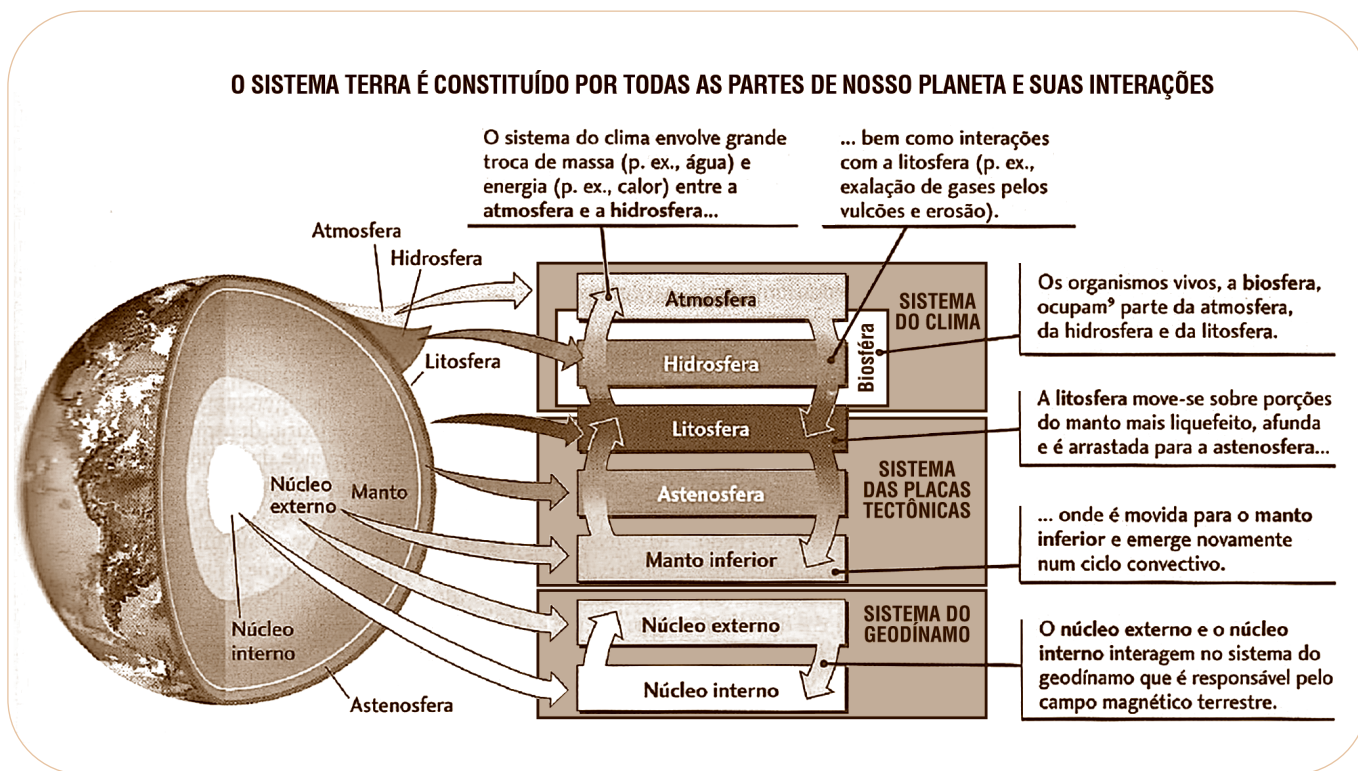 O SISTEMA TERRA É CONSTITUÍDO POR TODAS AS PARTES DE NOSSO PLANETA E SUAS INTERAÇÕES
O sistema do clima envolve grande
troca de massa (p. ex., água) e
energia (p. ex., calor) entre a
atmosfera e a hidrosfera...
... bem como interações
com a litosfera (p. ex.,
exalação de gases pelos
vulcões e erosão).
Atmosfera
Hidrosfera
Litosfera
Núcleo
externo
Manto
Núcleo
interno
Astenosfera
Atmosfera
Hidrosfera
Litosfera
Astenosfera
Manto inferior
Núcleo externo
Núcleo interno
SISTEMA
DO CLIMA
Biosféra
SISTEMA
DAS PLACAS
TECTÔNICAS
SISTEMA DO
GEODÍNAMO
Os organismos vivos, a biosfera,
ocupam⁹ parte da atmosfera,
da hidrosfera e da litosfera.
A litosfera move-se sobre porções
do manto mais liquefeito, afunda
e é arrastada para a astenosfera...
... onde é movida para o manto
inferior e emerge novamente
num ciclo convectivo.
O núcleo externo e o núcleo
interno interagem no sistema do
geodínamo que é responsável pelo
campo magnético terrestre.